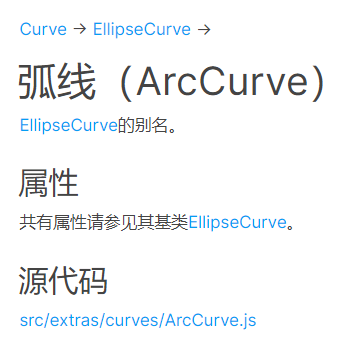 Curve → EllipseCurve →
弧线（ArcCurve）
EllipseCurve的别名。
属性
共有属性请参见其基类EllipseCurve。
源代码
src/extras/curves/ArcCurve.js